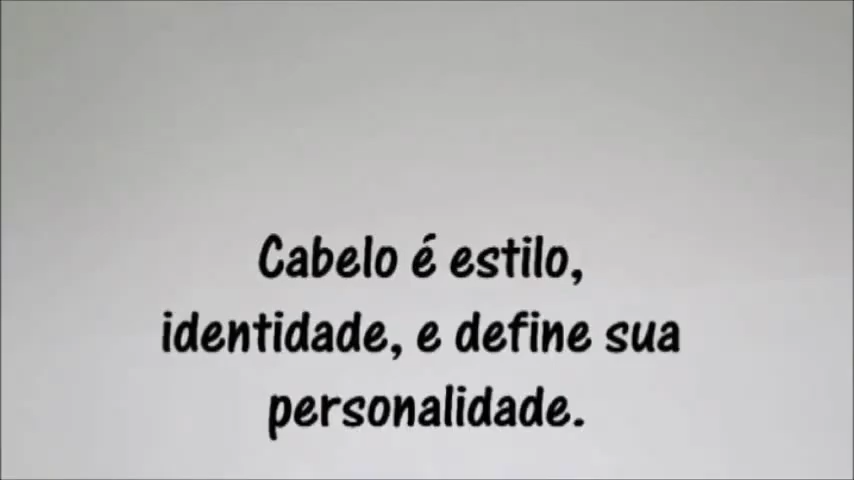 Cabelo é estilo,
identidade, e define sua
personalidade.